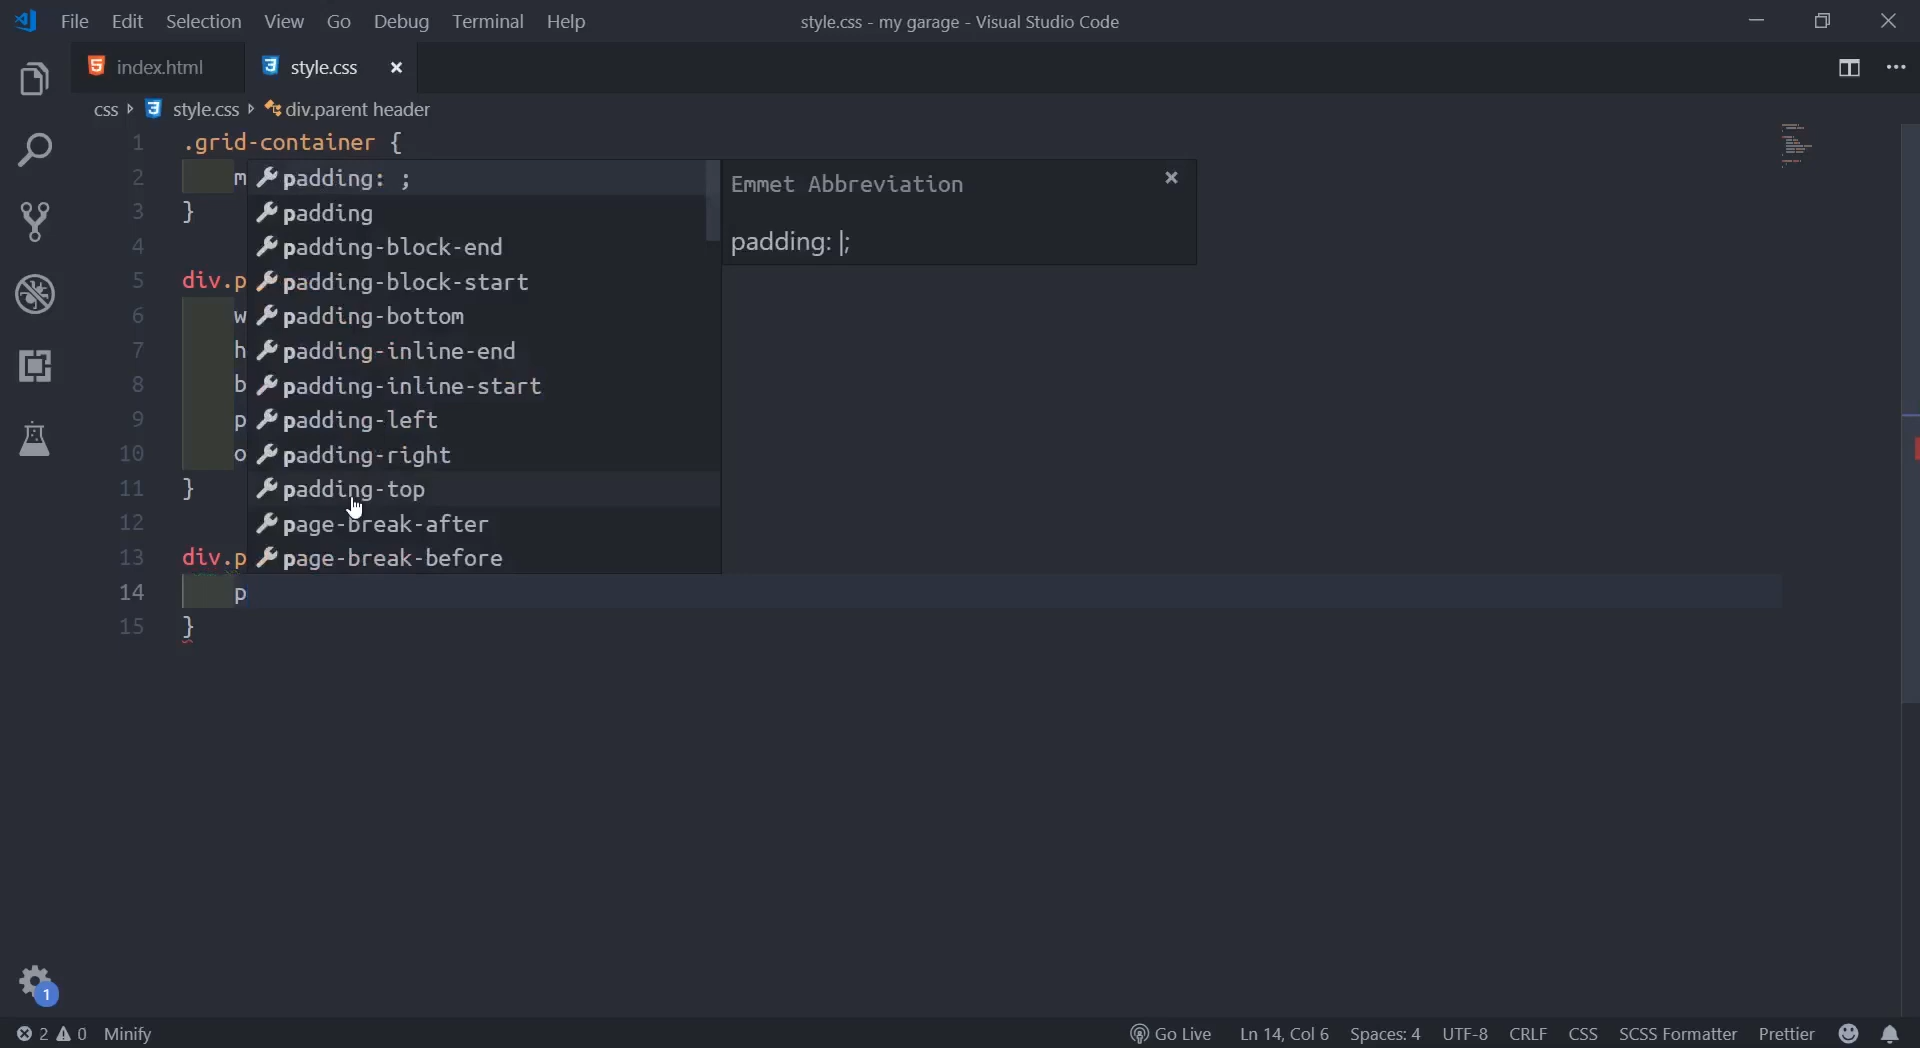 File Edit Selection View Go Debug Terminal Help style.css - my garage - Visual Studio Code
index.html style.css
css style.css div.parent header
1 .grid-container {
2 m
3 }
4
5 div.p
6 w
7 h
8 b
9 p
10 o
11 }
12
13 div.p
14 p
15 }
padding: ;
padding
padding-block-end
padding-block-start
padding-bottom
padding-inline-end
padding-inline-start
padding-left
padding-right
padding-top
page-break-after
page-break-before
Emmet Abbreviation
padding: |;
1
2 0 Minify Go Live Ln 14, Col 6 Spaces: 4 UTF-8 CRLF CSS SCSS Formatter Prettier